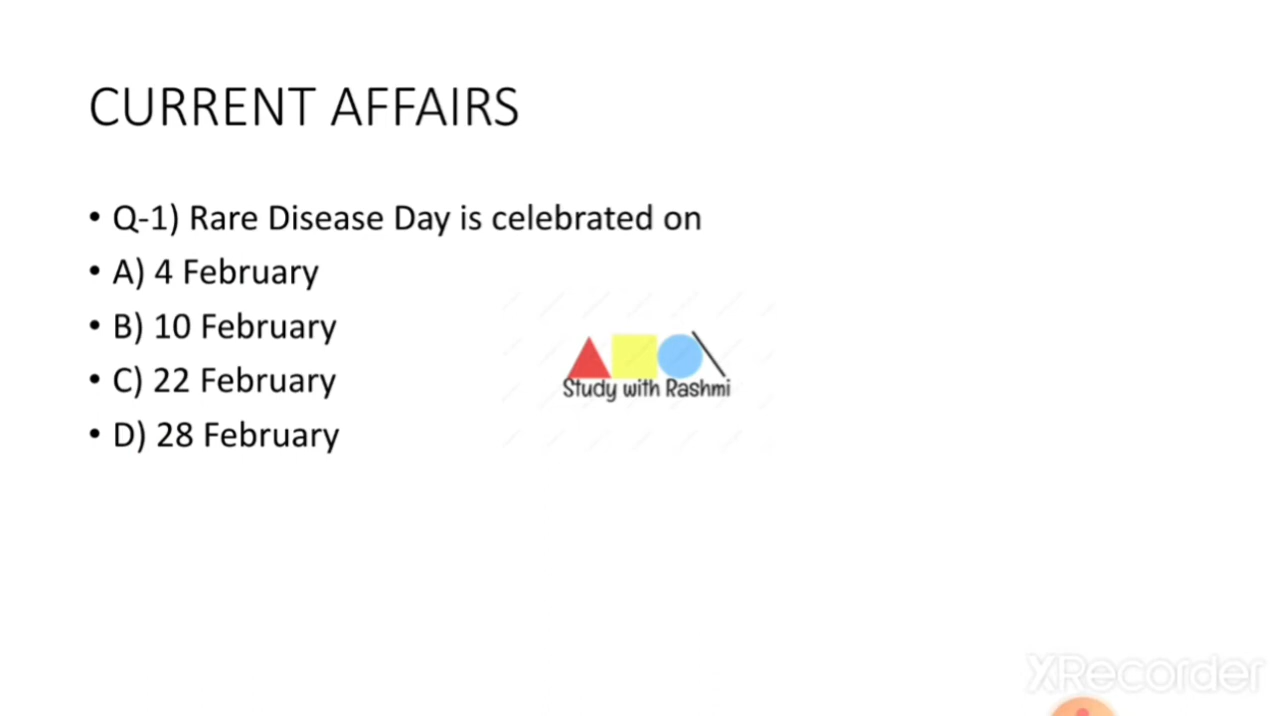 CURRENT AFFAIRS
• Q-1) Rare Disease Day is celebrated on
• A) 4 February
• B) 10 February
• C) 22 February
• D) 28 February
Study with Rashmi
XRecorder